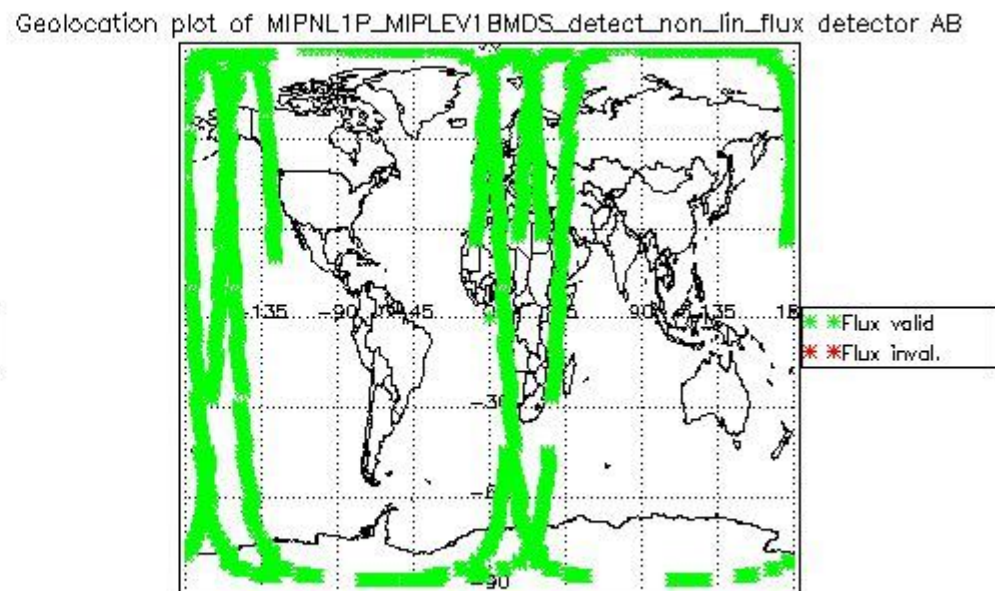 Geolocation plot of MIPNL1P_MIPLEV1BMDS_detect_non_lin_flux detector AB
-135 -90 -45 90 135
Flux valid
Flux inval.
-30
-90